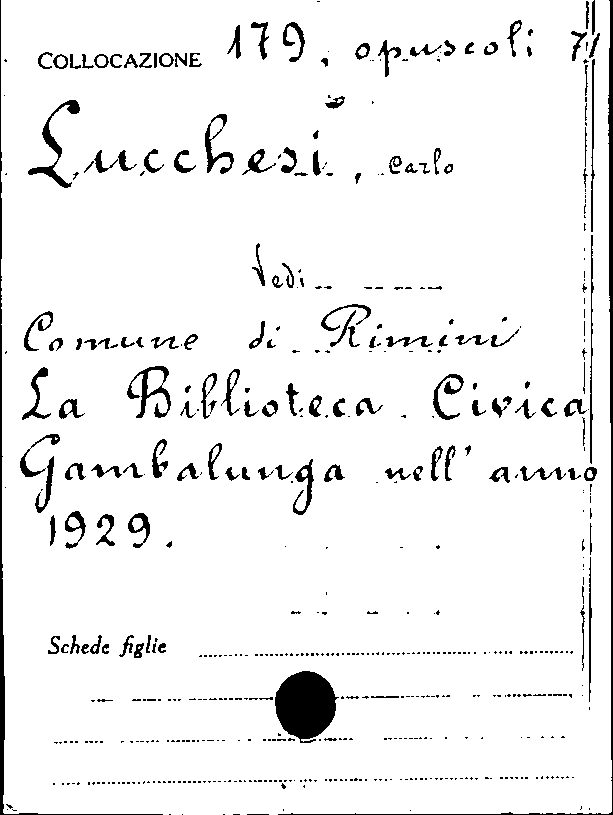 COLLOCAZIONE 179, opuscoli 71
Lucchesi, Carlo
Vedi
Comune di Rimini
La Biblioteca Civica
Gambalunga nell' anno
1929.
Schede figlie